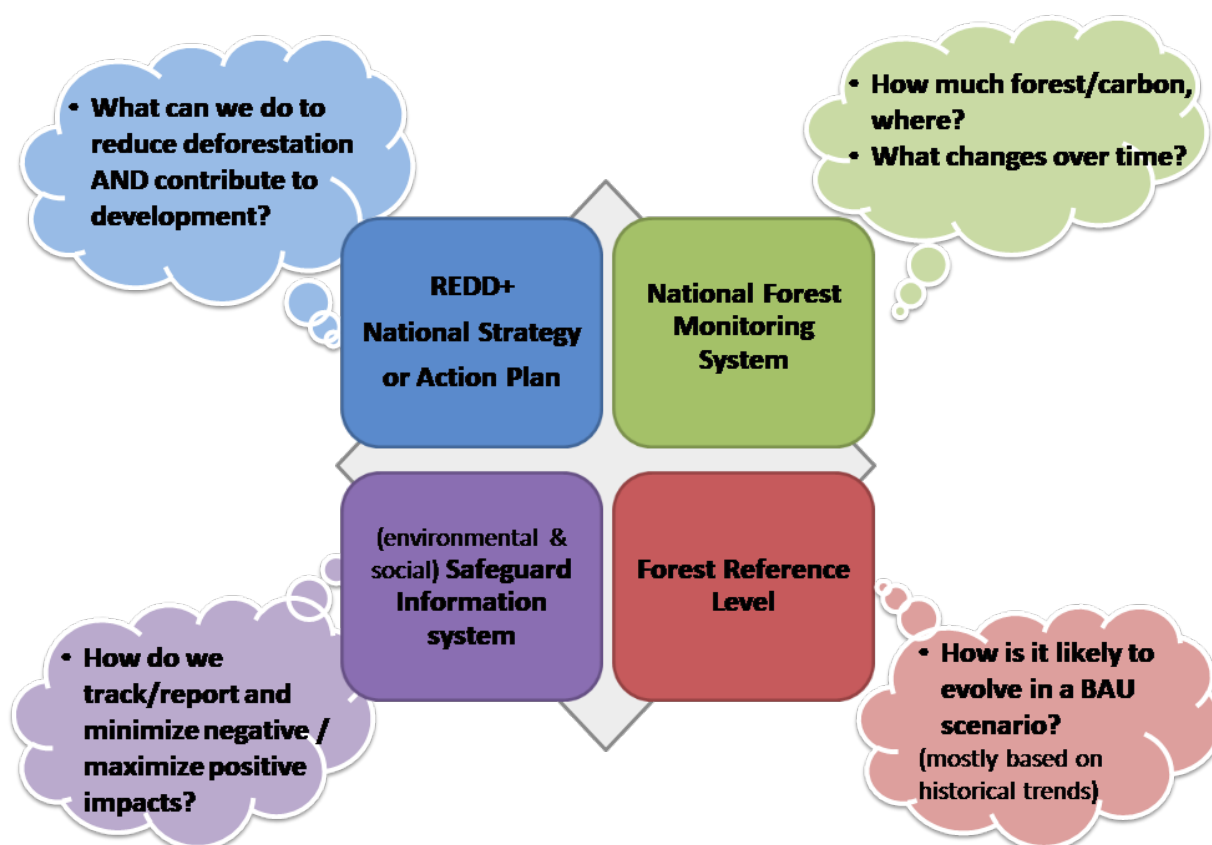 • What can we do to
reduce deforestation
AND contribute to
development?
• How much forest/carbon,
where?
• What changes over time?
REDD+
National Strategy
or Action Plan
National Forest
Monitoring
System
(environmental &
social) Safeguard
Information
system
Forest Reference
Level
• How do we
track/report and
minimize negative /
maximize positive
impacts?
• How is it likely to
evolve in a BAU
scenario?
(mostly based on
historical trends)